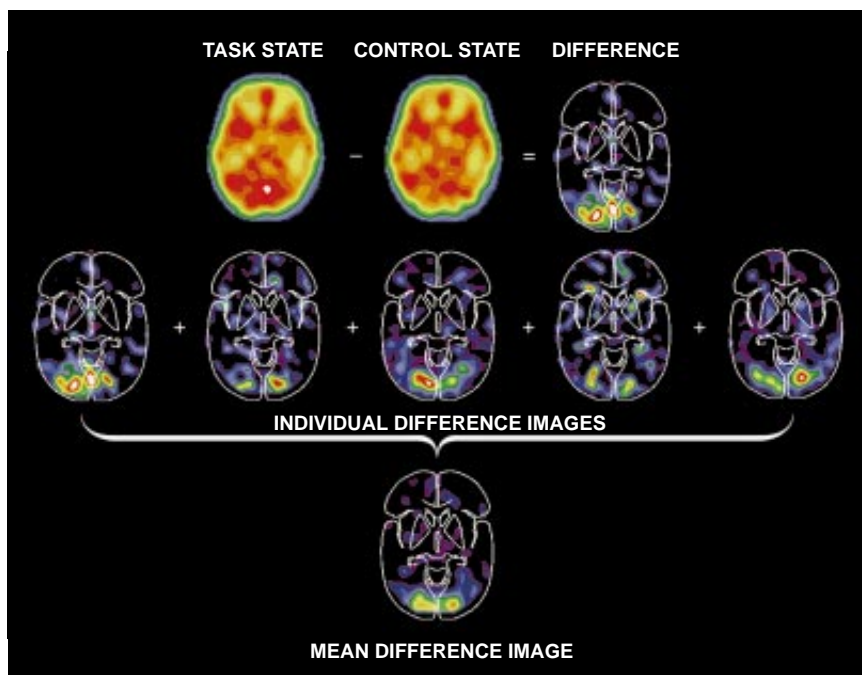 TASK STATE CONTROL STATE DIFFERENCE
− =
+ + + +
INDIVIDUAL DIFFERENCE IMAGES
MEAN DIFFERENCE IMAGE